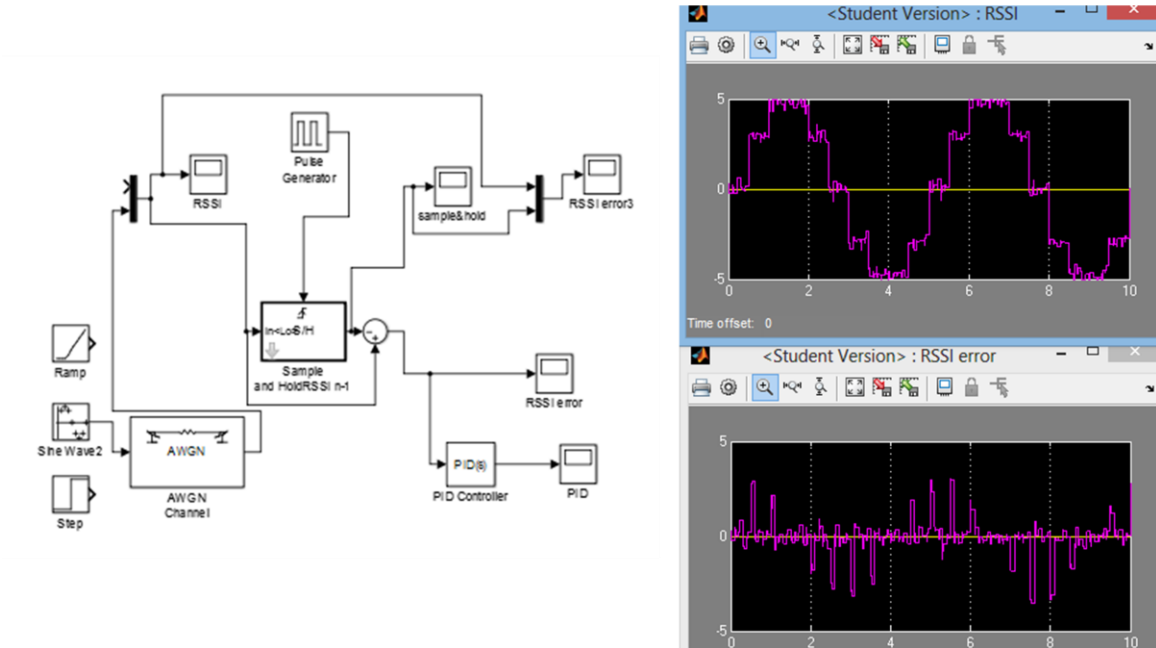 Pulse
Generator
RSSI
sample&hold
RSSI error3
In S/H
Sample
and HoldRSSI n-1
Ramp
RSSI error
Sine Wave2
AWGN
AWGN
Channel
PID(s)
PID Controller
PID
Step
<Student Version> : RSSI
5
0
-5
0 2 4 6 8 10
Time offset: 0
<Student Version> : RSSI error
5
0
-5
0 2 4 6 8 10